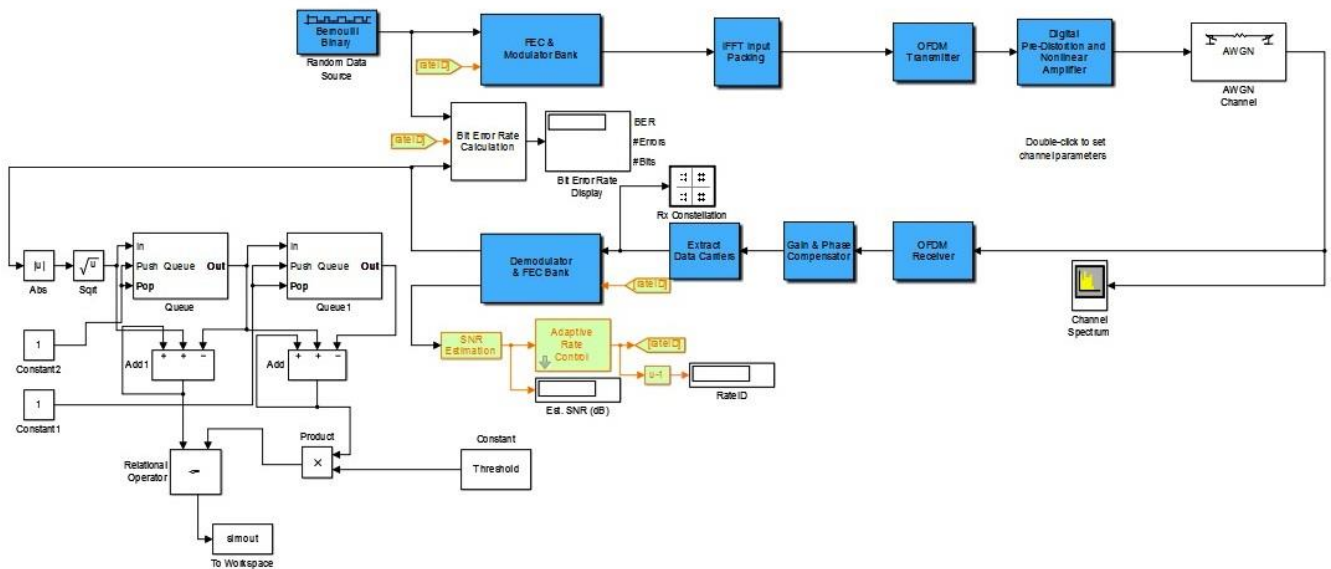 Bernoulli
Binary
Random Data
Source
[rateID]
FEC &
Modulator Bank
IFFT Input
Packing
OFDM
Transmitter
Digital
Pre-Distortion and
Nonlinear
Amplifier
AWGN
AWGN
Channel
[rateID]
Bit Error Rate
Calculation
BER
#Errors
#Bits
Bit Error Rate
Display
Double-click to set
channel parameters
Rx Constellation
|u|
Abs
√u
Sqrt
In
Push Queue Out
Pop
Queue
In
Push Queue Out
Pop
Queue1
Demodulator
& FEC Bank
[rateID]
Extract
Data Carriers
Gain & Phase
Compensator
OFDM
Receiver
Channel
Spectrum
1
Constant2
+ + −
Add1
+ + −
Add
SNR
Estimation
Adaptive
Rate
Control
[rateID]
u-1
RateID
Est. SNR (dB)
1
Constant1
Relational
Operator
Product
×
Constant
Threshold
simout
To Workspace